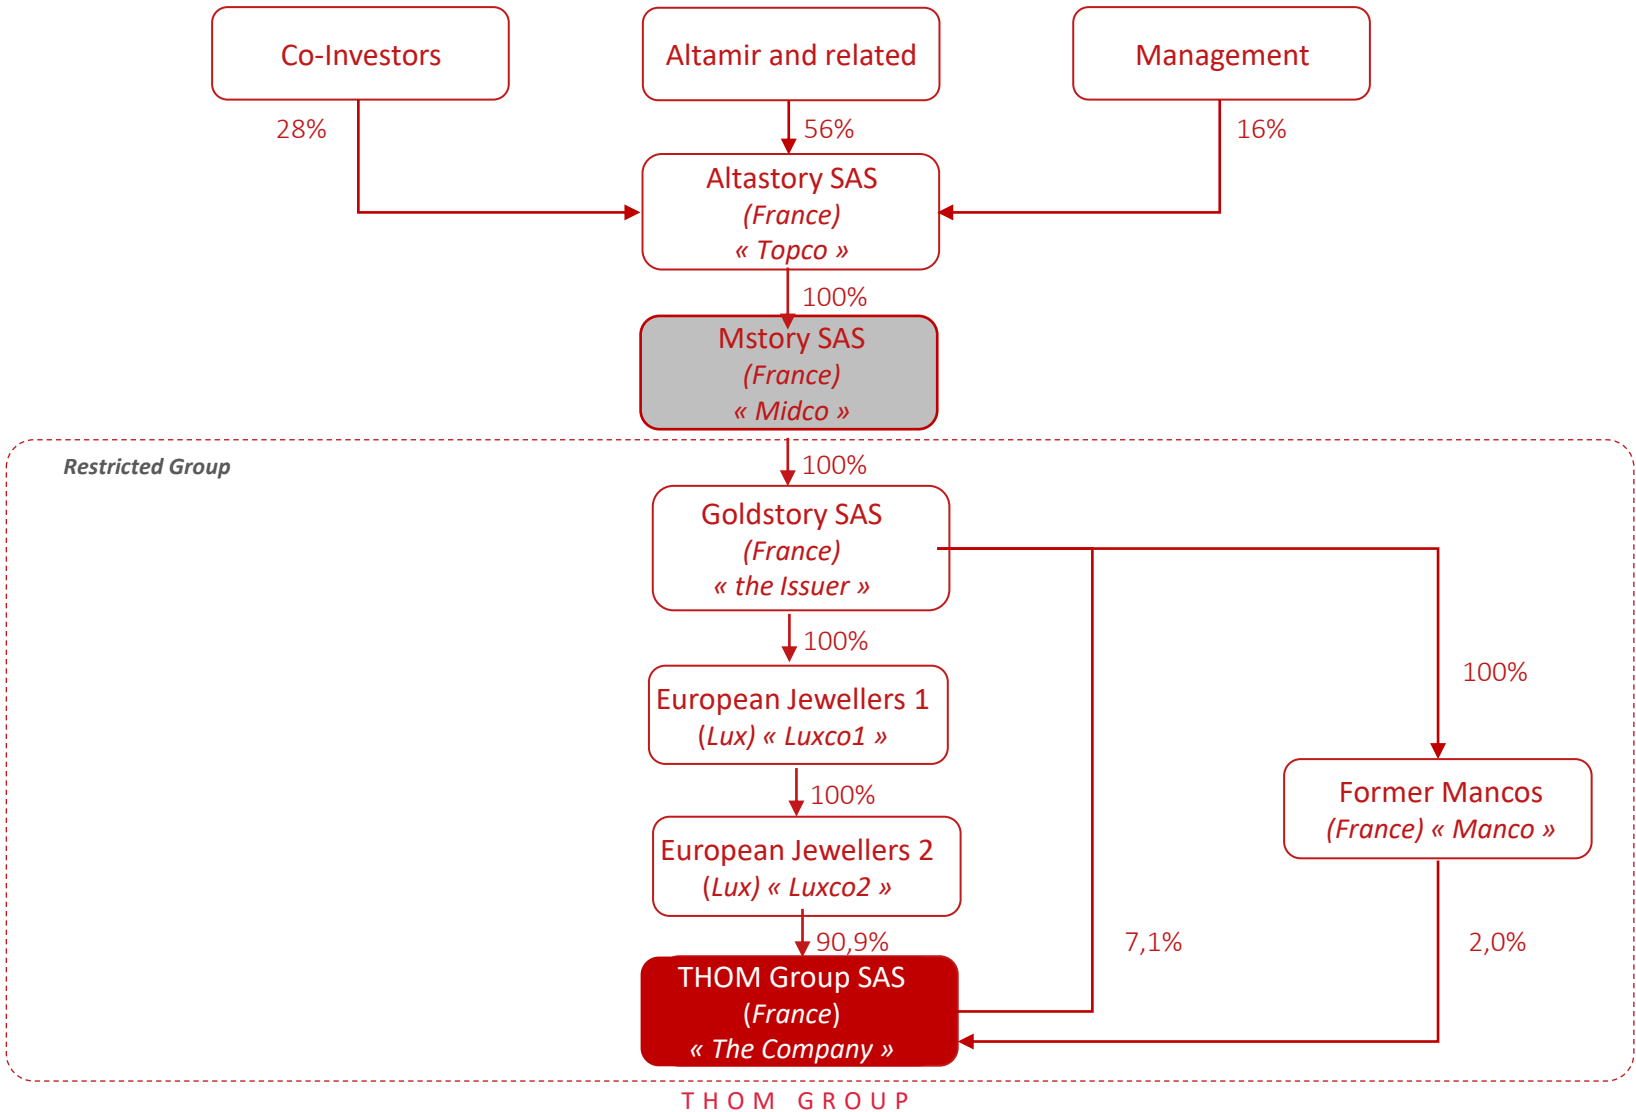 Co-Investors
Altamir and related
Management
28%
56%
16%
Altastory SAS
(France)
« Topco »
100%
Mstory SAS
(France)
« Midco »
Restricted Group
100%
Goldstory SAS
(France)
« the Issuer »
100%
100%
European Jewellers 1
(Lux) « Luxco1 »
100%
Former Mancos
(France) « Manco »
European Jewellers 2
(Lux) « Luxco2 »
90,9%
7,1%
2,0%
THOM Group SAS
(France)
« The Company »
THOM GROUP